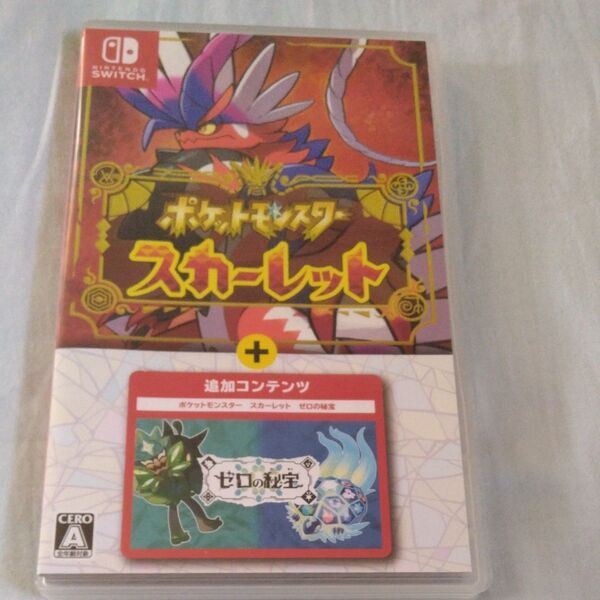 NINTENDO
SWITCH
ポケットモンスター
スカーレット
+
追加コンテンツ
ポケットモンスター スカーレット ゼロの秘宝
ゼロの秘宝
CERO
A
全年齢対象